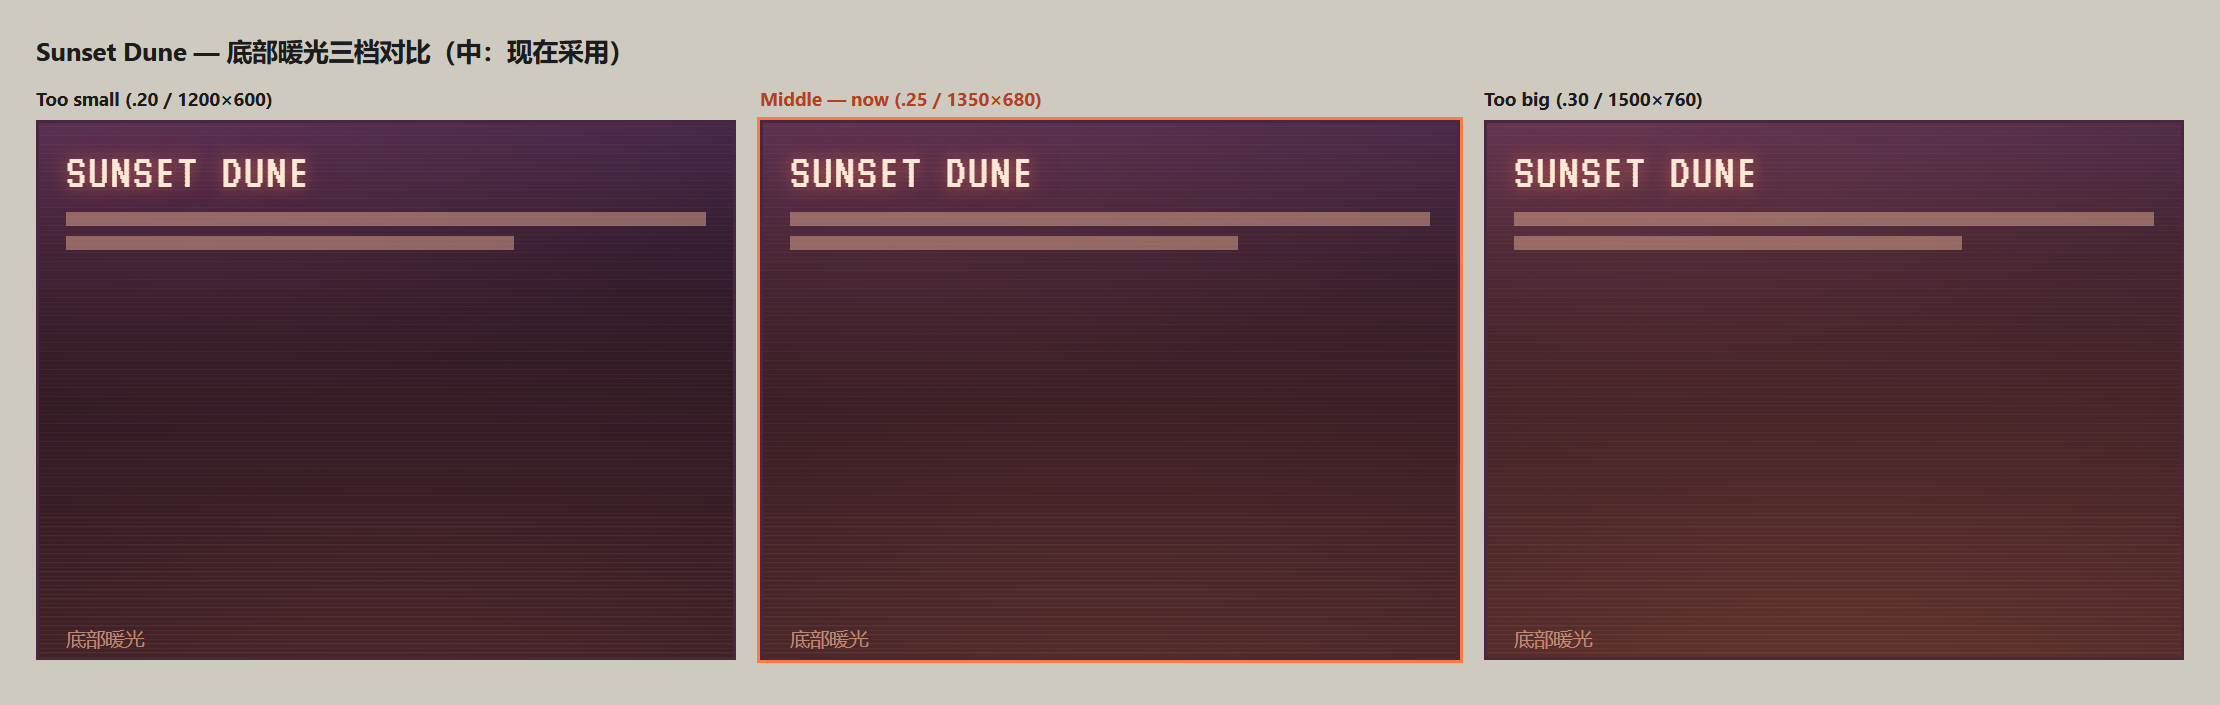 Sunset Dune — 底部暖光三档对比（中：现在采用）
Too small (.20 / 1200×600)
SUNSET DUNE
底部暖光
Middle — now (.25 / 1350×680)
SUNSET DUNE
底部暖光
Too big (.30 / 1500×760)
SUNSET DUNE
底部暖光